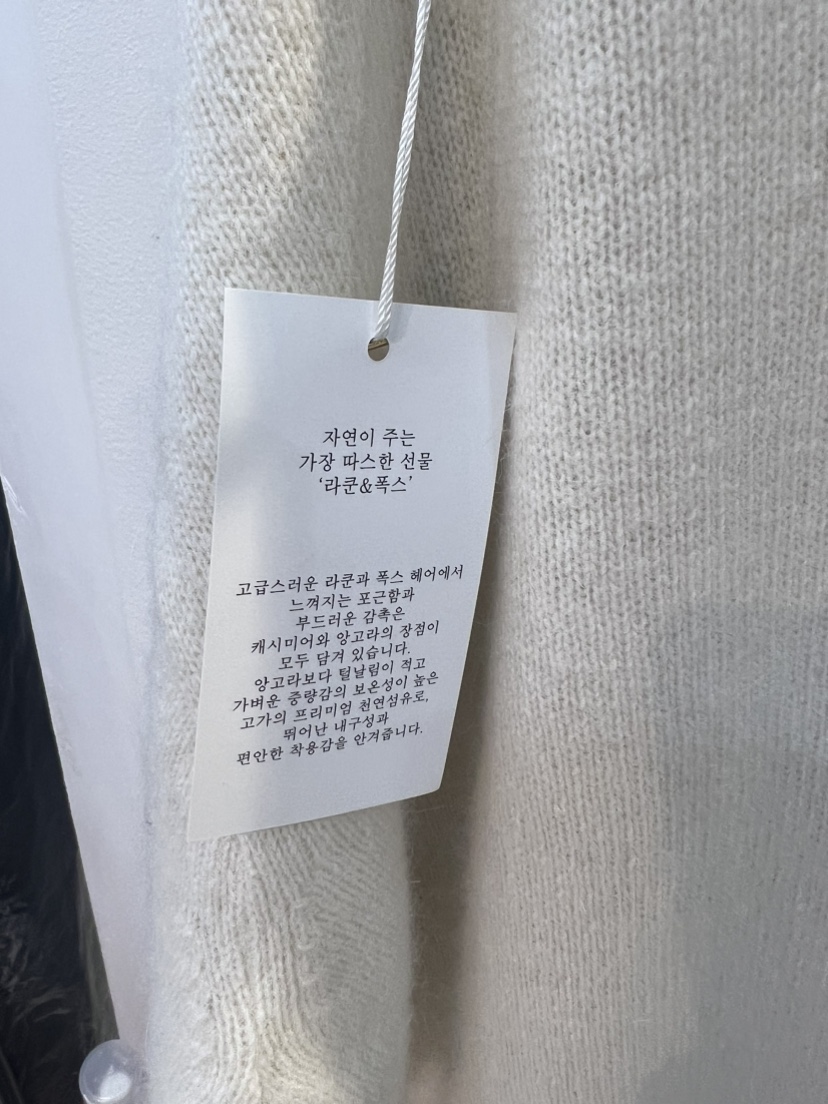 자연이 주는
가장 따스한 선물
‘라쿤&폭스’
고급스러운 라쿤과 폭스 헤어에서
느껴지는 포근함과
부드러운 감촉은
캐시미어와 앙고라의 장점이
모두 담겨 있습니다.
앙고라보다 털날림이 적고
가벼운 중량감의 보온성이 높은
고가의 프리미엄 천연섬유로,
뛰어난 내구성과
편안한 착용감을 안겨줍니다.